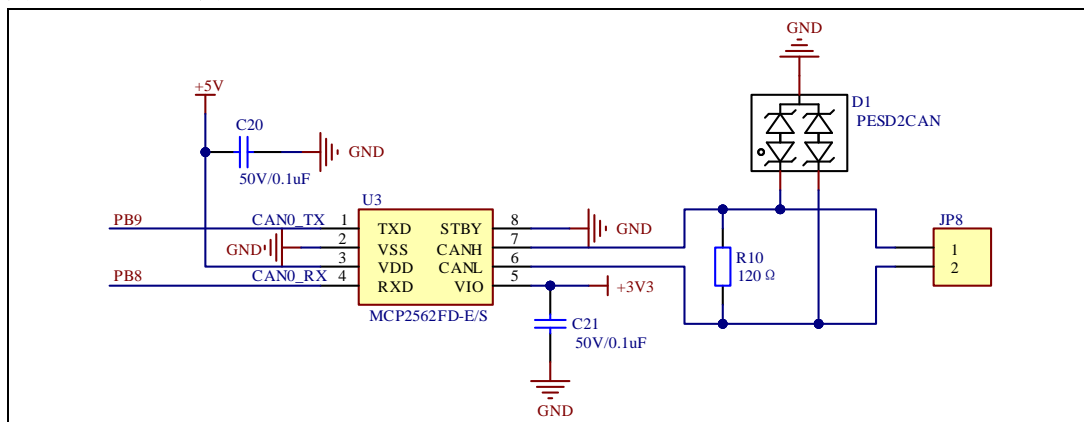 GND
D1
PESD2CAN
+5V
C20
GND
50V/0.1uF
U3
PB9 CAN0_TX 1 TXD STBY 8 GND
GND 2 VSS CANH 7
3 VDD CANL 6
PB8 CAN0_RX 4 RXD VIO 5 +3V3
MCP2562FD-E/S
R10
120 Ω
JP8
1
2
C21
50V/0.1uF
GND